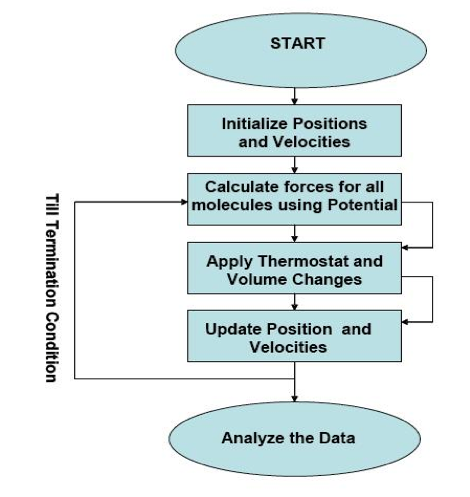 START
Initialize Positions
and Velocities
Calculate forces for all
molecules using Potential
Apply Thermostat and
Volume Changes
Update Position and
Velocities
Till Termination Condition
Analyze the Data